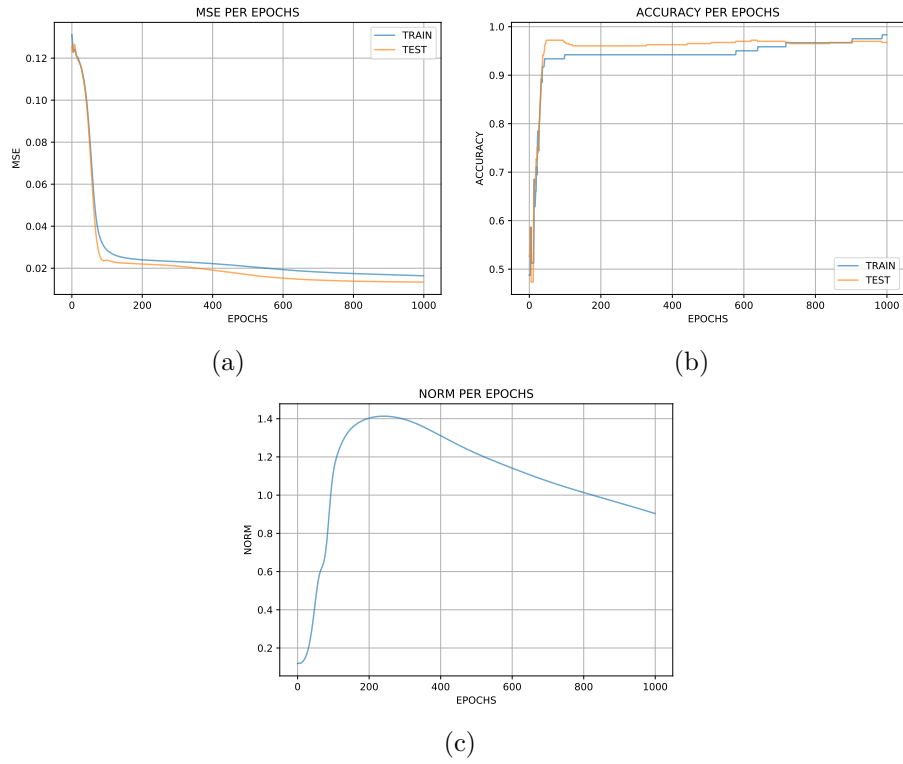 MSE PER EPOCHS
0.12
0.10
0.08
0.06
0.04
0.02
MSE
0 200 400 600 800 1000
EPOCHS
TRAIN
TEST
(a)
ACCURACY PER EPOCHS
1.0
0.9
0.8
0.7
0.6
0.5
ACCURACY
0 200 400 600 800 1000
EPOCHS
TRAIN
TEST
(b)
NORM PER EPOCHS
1.4
1.2
1.0
0.8
0.6
0.4
0.2
NORM
0 200 400 600 800 1000
EPOCHS
(c)